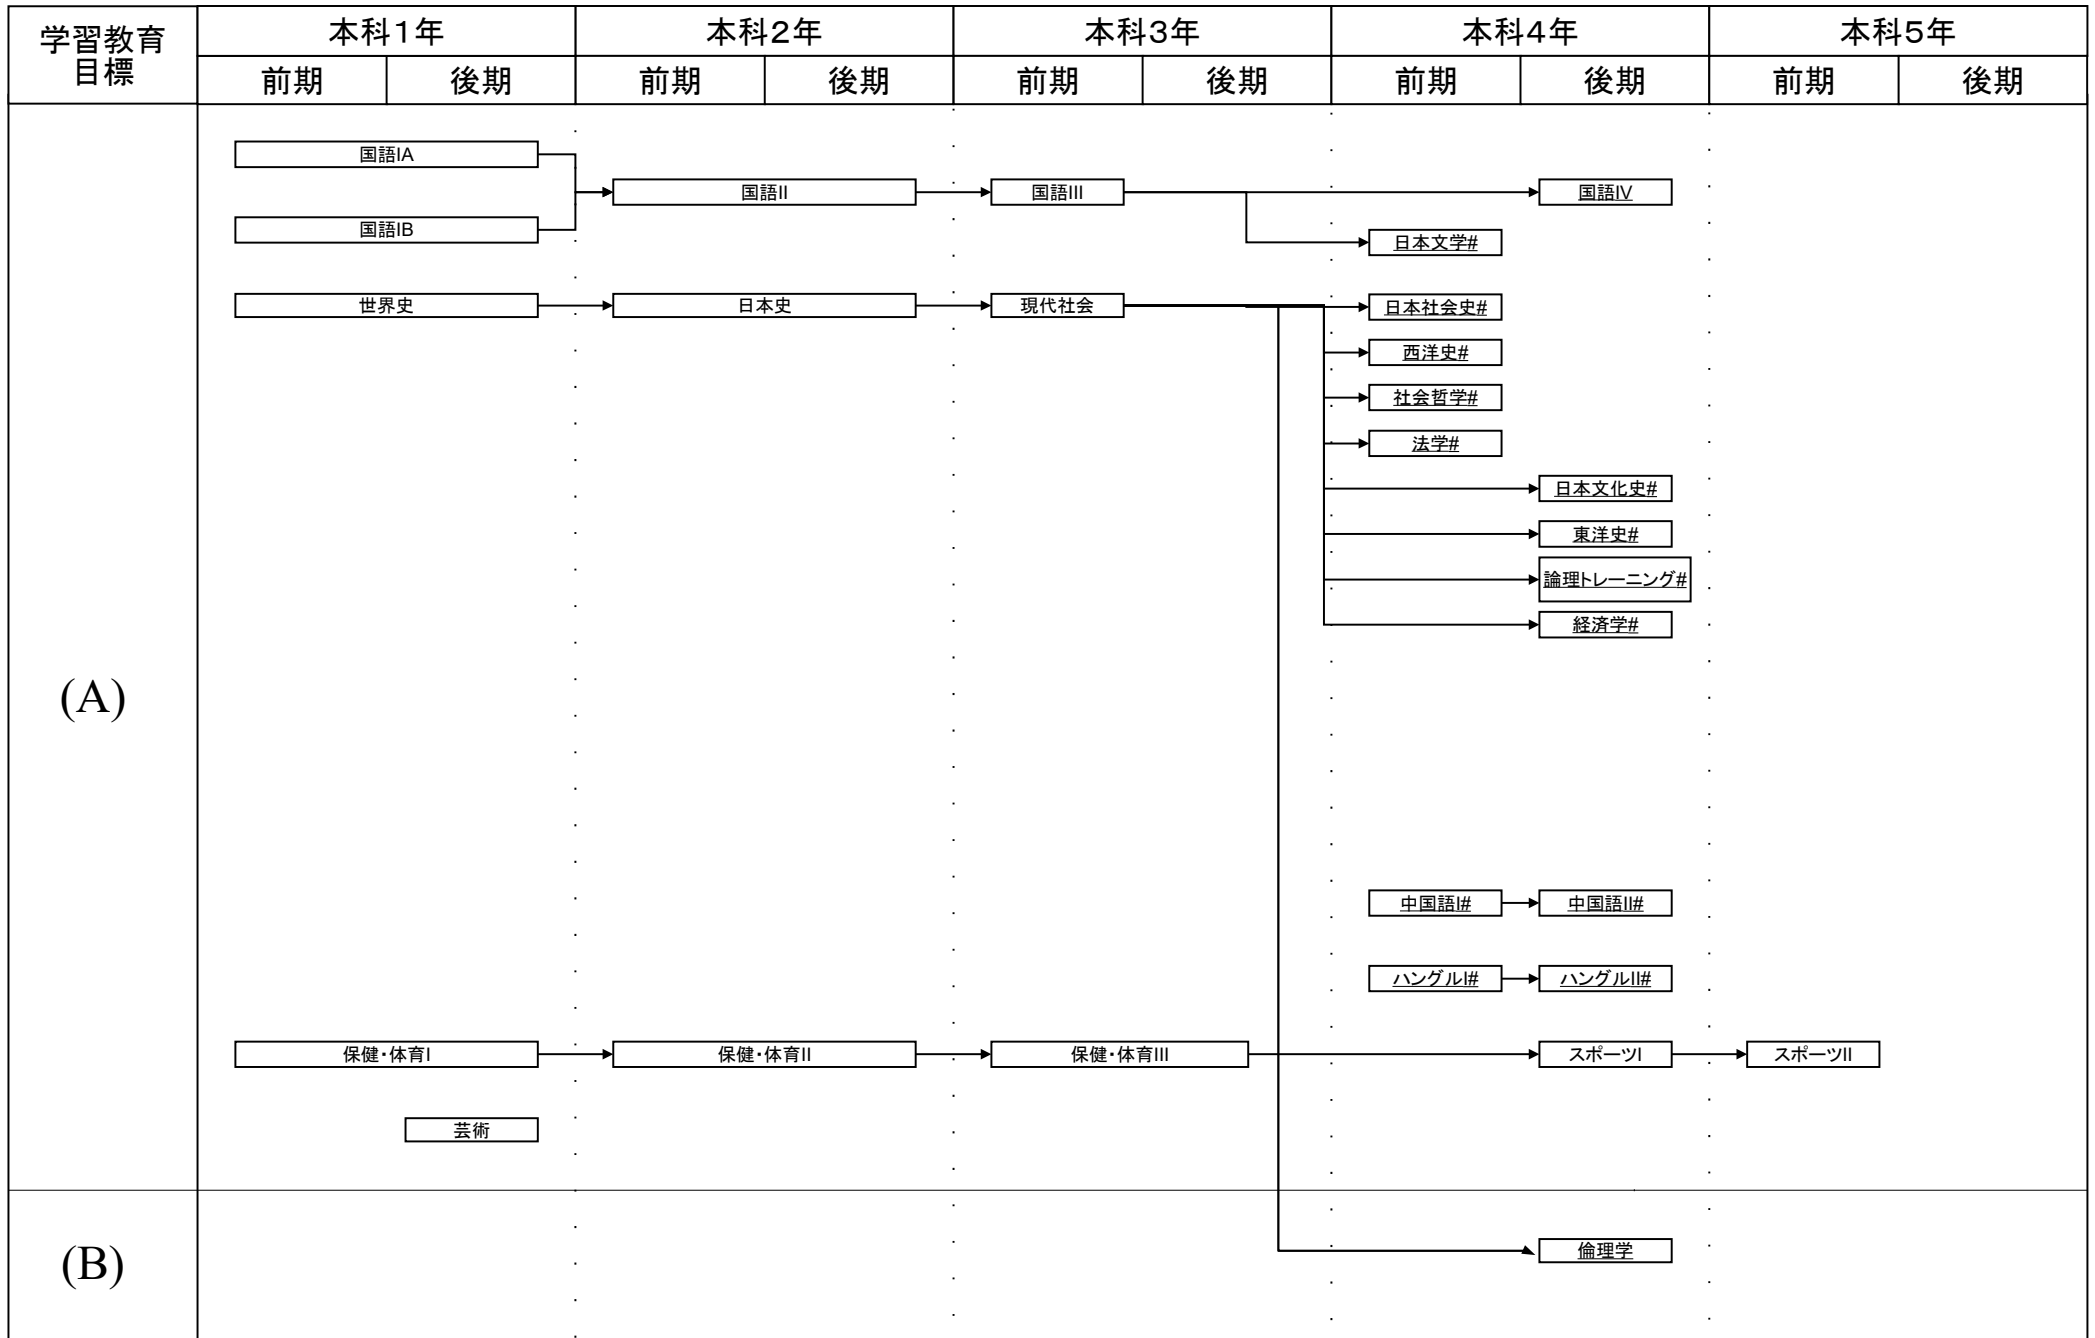 学習教育
目標
本科1年
本科2年
本科3年
本科4年
本科5年
前期
後期
前期
後期
前期
後期
前期
後期
前期
後期
(A)
国語IA
国語IB
国語II
国語III
国語IV
日本文学#
世界史
日本史
現代社会
日本社会史#
西洋史#
社会哲学#
法学#
日本文化史#
東洋史#
論理トレーニング#
経済学#
中国語I#
中国語II#
ハングルI#
ハングルII#
保健・体育I
保健・体育II
保健・体育III
スポーツI
スポーツII
芸術
(B)
倫理学